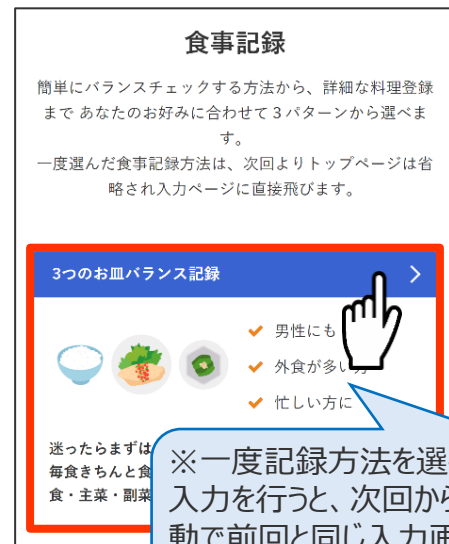 食事記録
簡単にバランスチェックする方法から、詳細な料理登録
まで あなたのお好みに合わせて３パターンから選べま
す。
一度選んだ食事記録方法は、次回よりトップページは省
略され入力ページに直接飛びます。
3つのお皿バランス記録
男性にも
外食が多い方
忙しい方に
迷ったらまずは
毎食きちんと食
食・主菜・副菜
※一度記録方法を選
入力を行うと、次回から
動で前回と同じ入力画